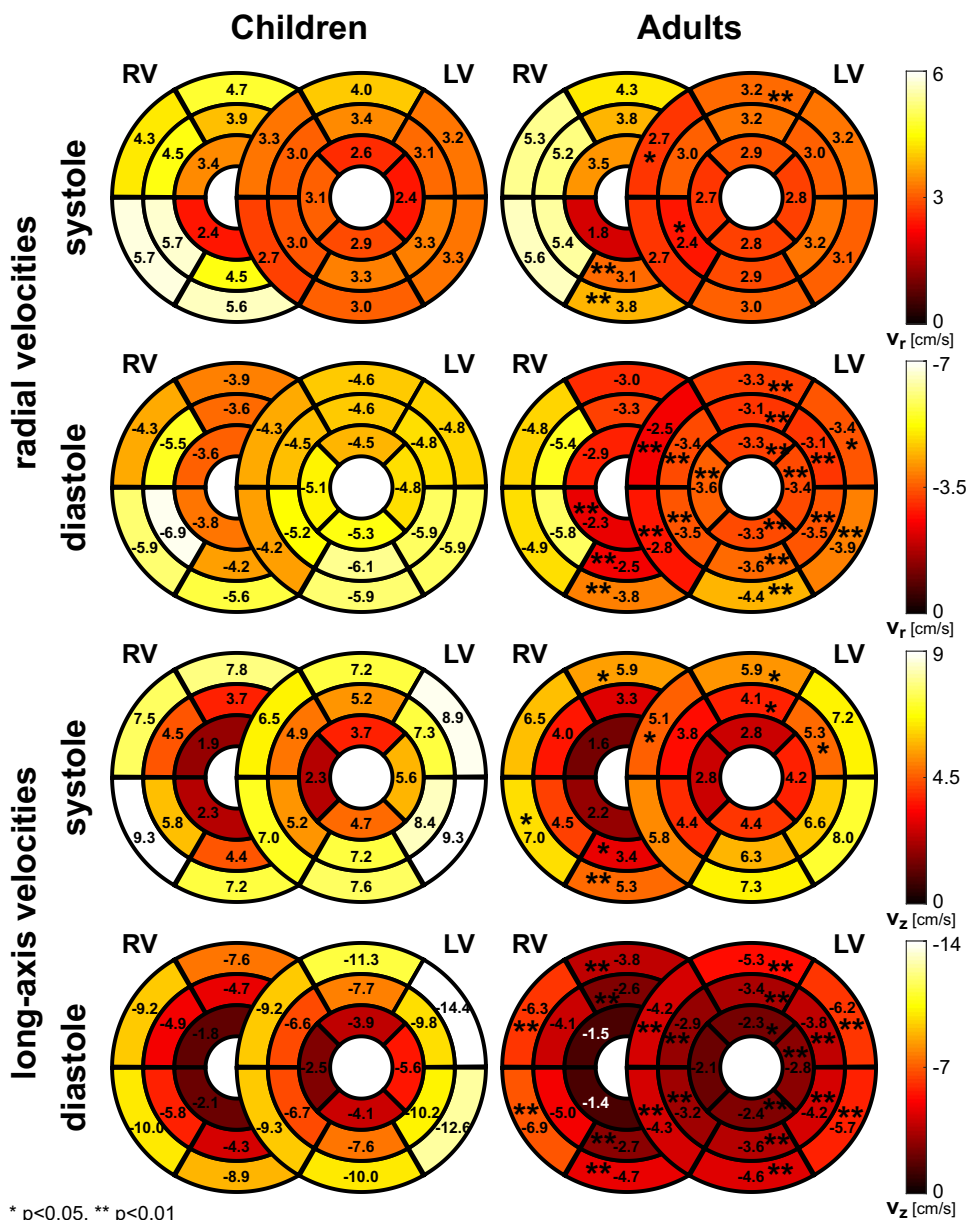 Children Adults
RV LV RV LV
radial velocities
systole
4.7 4.0 4.3 3.2 **
4.3 3.9 3.3 3.4 3.2 5.3 3.8 2.7 * 3.2 3.2
4.5 3.4 3.0 2.6 3.1 5.2 3.5 3.0 2.9 3.0
3.1 2.4 2.7 2.8
5.7 5.7 2.4 2.7 3.0 2.9 3.3 3.3 5.6 5.4 1.8 2.7 * 2.4 2.8 3.2 3.1
4.5 3.3 ** 3.1 2.9
5.6 3.0 ** 3.8 3.0
6
3
0
v_r [cm/s]
diastole
-3.9 -4.6 -3.0 -3.3 **
-4.3 -3.6 -4.3 -4.6 -4.8 -4.8 -3.3 -2.5 ** -3.1 ** -3.4 *
-5.5 -3.6 -4.5 -4.5 -4.8 -5.4 -2.9 -3.4 ** -3.3 ** -3.1 **
-5.1 -4.8 -3.6 ** -3.4 **
-5.9 -6.9 -3.8 -4.2 -5.2 -5.3 -5.9 -5.9 -4.9 -5.8 ** -2.3 ** -2.8 ** -3.5 -3.3 ** -3.5 ** -3.9 **
-4.2 -6.1 ** -2.5 -3.6 **
-5.6 -5.9 ** -3.8 -4.4 **
-7
-3.5
0
v_r [cm/s]
RV LV RV LV
long-axis velocities
systole
7.8 7.2 * 5.9 5.9 *
7.5 3.7 6.5 5.2 8.9 6.5 3.3 5.1 * 4.1 * 7.2
4.5 1.9 4.9 3.7 7.3 4.0 1.6 3.8 2.8 5.3 *
2.3 5.6 2.8 4.2
9.3 5.8 2.3 7.0 5.2 4.7 8.4 9.3 * 7.0 4.5 2.2 5.8 4.4 4.4 6.6 8.0
4.4 7.2 * 3.4 6.3
7.2 7.6 ** 5.3 7.3
9
4.5
0
v_z [cm/s]
RV LV RV LV
diastole
-7.6 -11.3 ** -3.8 -5.3 **
-9.2 -4.7 -9.2 -7.7 -14.4 -6.3 ** ** -2.6 -4.2 ** -3.4 ** -6.2 **
-4.9 -1.8 -6.6 -3.9 -9.8 -4.1 -1.5 -2.9 ** -2.3 * -3.8 **
-2.5 -5.6 -2.1 -2.8 **
-10.0 -5.8 -2.1 -9.3 -6.7 -4.1 -10.2 -12.6 ** -6.9 -5.0 -1.4 ** -4.3 ** -3.2 -2.4 ** -4.2 ** -5.7 **
-4.3 -7.6 ** -2.7 -3.6 **
-8.9 -10.0 ** -4.7 -4.6 **
-14
-7
0
v_z [cm/s]
* p<0.05, ** p<0.01